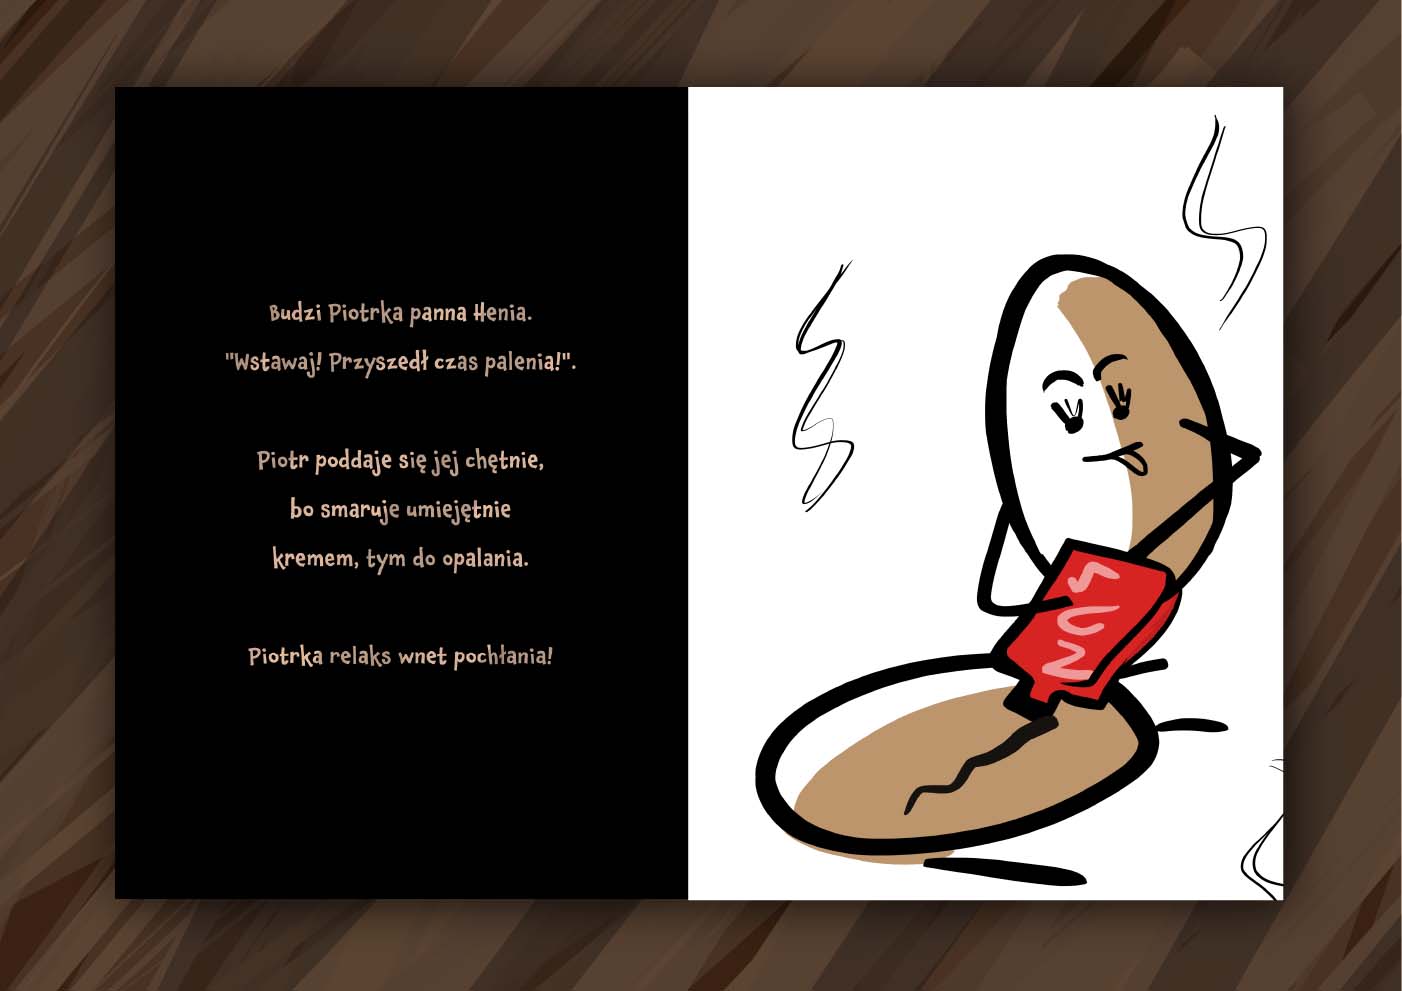 Budzi Piotrka panna Henia.
"Wstawaj! Przyszedł czas palenia!".
Piotr poddaje się jej chętnie,
bo smaruje umiejętnie
kremem, tym do opalania.
Piotrka relaks wnet pochłania!